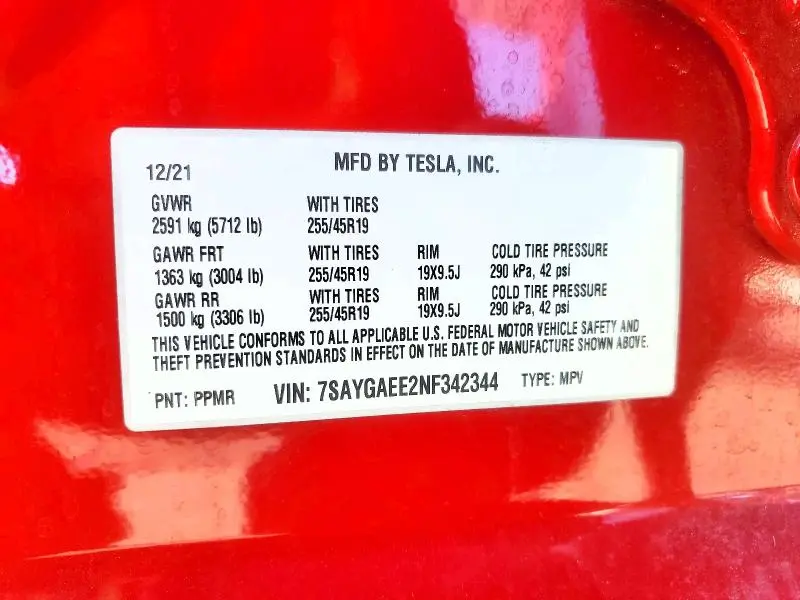 12/21 MFD BY TESLA, INC.
GVWR WITH TIRES
2591 kg (5712 lb) 255/45R19
GAWR FRT WITH TIRES RIM COLD TIRE PRESSURE
1363 kg (3004 lb) 255/45R19 19X9.5J 290 kPa, 42 psi
GAWR RR WITH TIRES RIM COLD TIRE PRESSURE
1500 kg (3306 lb) 255/45R19 19X9.5J 290 kPa, 42 psi
THIS VEHICLE CONFORMS TO ALL APPLICABLE U.S. FEDERAL MOTOR VEHICLE SAFETY AND
THEFT PREVENTION STANDARDS IN EFFECT ON THE DATE OF MANUFACTURE SHOWN ABOVE.
PNT: PPMR VIN: 7SAYGAEE2NF342344 TYPE: MPV